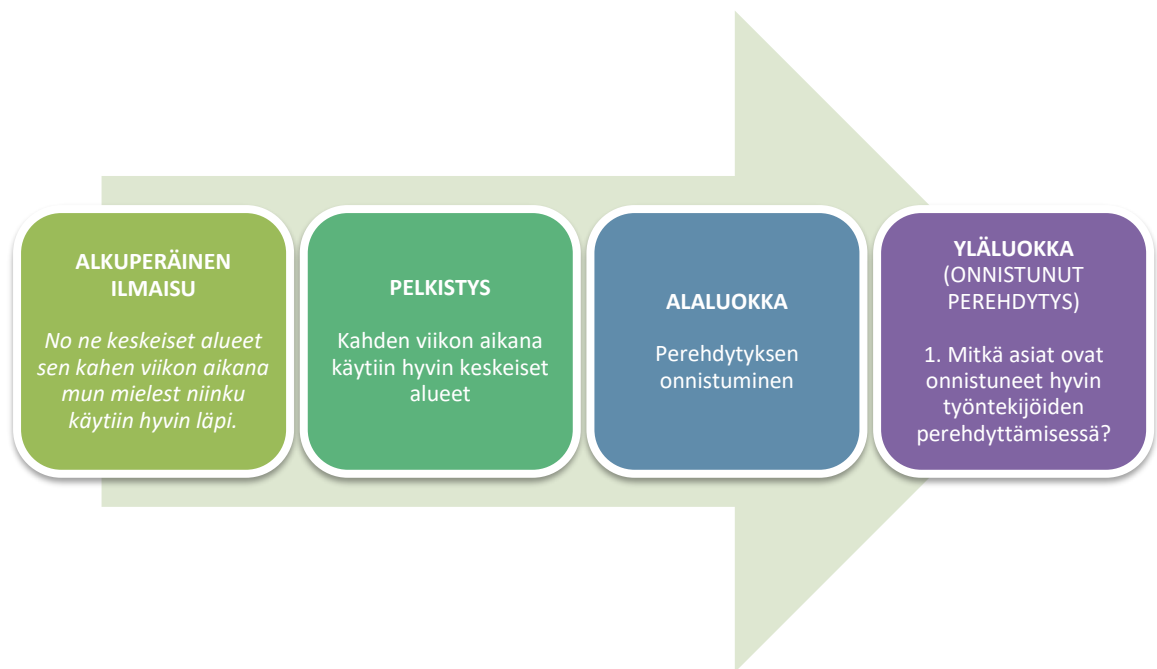 ALKUPERÄINEN
ILMAISU
No ne keskeiset alueet
sen kahen viikon aikana
mun mielest niinku
käytiin hyvin läpi.
PELKISTYS
Kahden viikon aikana
käytiin hyvin keskeiset
alueet
ALALUOKKA
Perehdytyksen
onnistuminen
YLÄLUOKKA
(ONNISTUNUT
PEREHDYTYS)
1. Mitkä asiat ovat
onnistuneet hyvin
työntekijöiden
perehdyttämisessä?